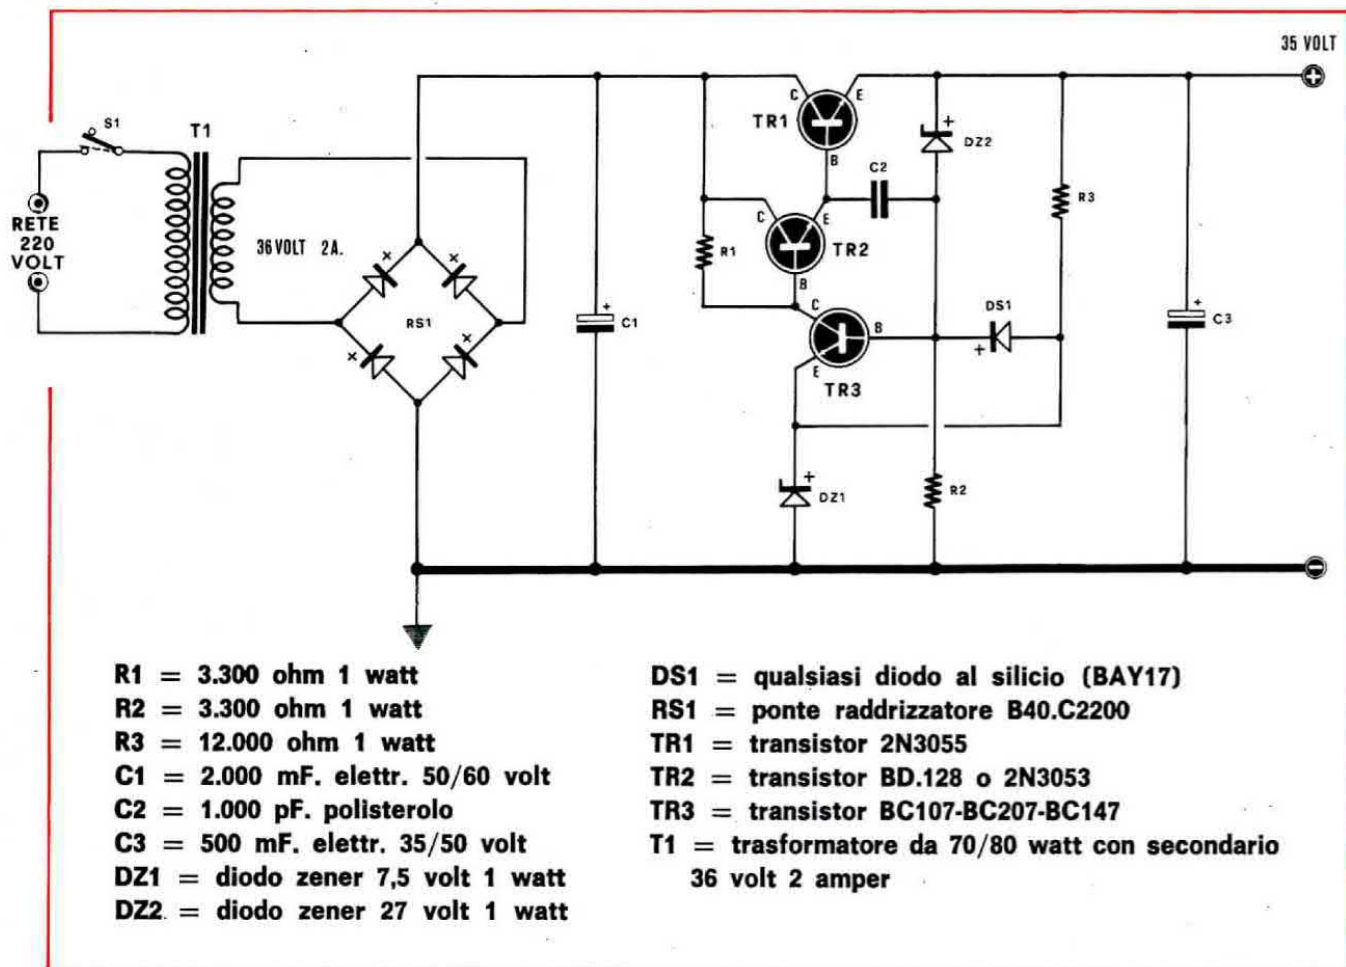 35 VOLT
S1
T1
RETE
220
VOLT
36 VOLT 2A.
RS1
C1
+
R1
C
E
TR1
B
C
E
TR2
B
C2
DZ2
+
R3
C
B
E
TR3
DS1
+
DZ1
+
R2
C3
+
R1 = 3.300 ohm 1 watt
R2 = 3.300 ohm 1 watt
R3 = 12.000 ohm 1 watt
C1 = 2.000 mF. elettr. 50/60 volt
C2 = 1.000 pF. polisterolo
C3 = 500 mF. elettr. 35/50 volt
DZ1 = diodo zener 7,5 volt 1 watt
DZ2. = diodo zener 27 volt 1 watt
DS1 = qualsiasi diodo al silicio (BAY17)
RS1 = ponte raddrizzatore B40.C2200
TR1 = transistor 2N3055
TR2 = transistor BD.128 o 2N3053
TR3 = transistor BC107-BC207-BC147
T1 = trasformatore da 70/80 watt con secondario
36 volt 2 amper